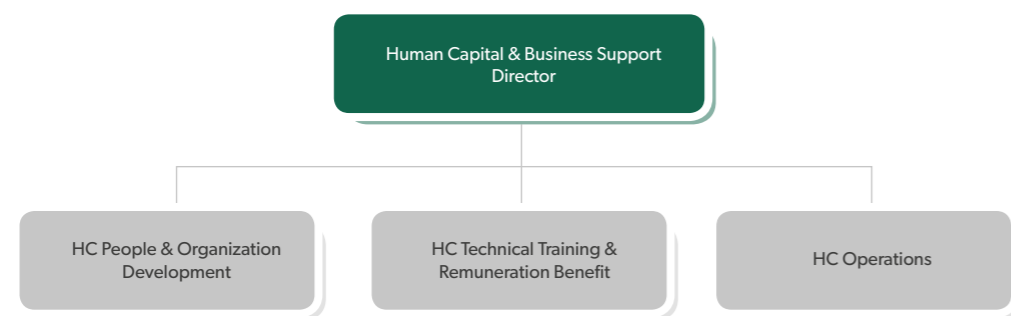 Human Capital & Business Support
Director
HC People & Organization
Development
HC Technical Training &
Remuneration Benefit
HC Operations